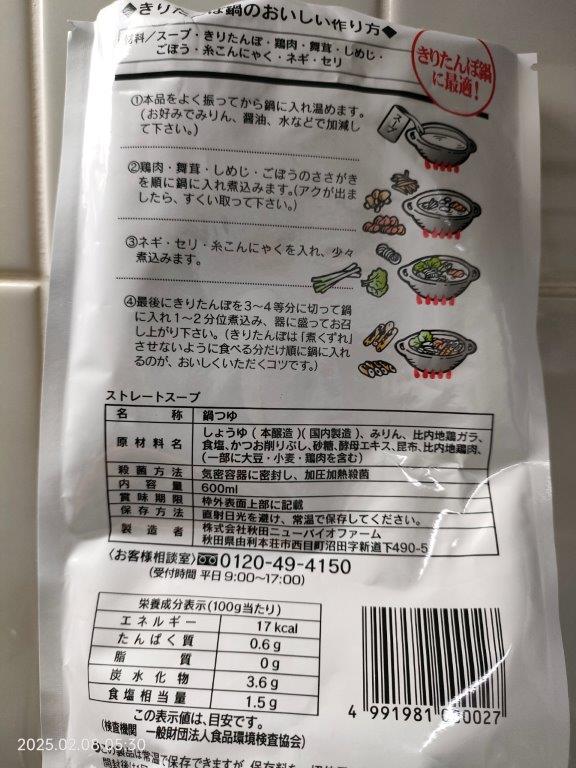 ◆きりたんぽ鍋のおいしい作り方◆
材料/スープ・きりたんぽ・鶏肉・舞茸・しめじ・
ごぼう・糸こんにゃく・ネギ・セリ
きりたんぽ鍋
に最適!
①本品をよく振ってから鍋に入れ温めます。
(お好みでみりん、醤油、水などで加減し
て下さい。)
スープ
②鶏肉・舞茸・しめじ・ごぼうのささがき
を順に鍋に入れ煮込みます。(アクが出ま
したら、すくい取って下さい。)
③ネギ・セリ・糸こんにゃくを入れ、少々
煮込みます。
④最後にきりたんぽを3〜4等分に切って鍋
に入れ1〜2分位煮込み、器に盛ってお召
し上がり下さい。(きりたんぽは「煮くずれ」
させないように食べる分だけ順に鍋に入れ
るのが、おいしくいただくコツです。)
ストレートスープ
名称 鍋つゆ
原材料名 しょうゆ(本醸造)(国内製造)、みりん、比内地鶏ガラ、
食塩、かつお削りぶし、砂糖、酵母エキス、昆布、比内地鶏肉、
(一部に大豆・小麦・鶏肉を含む)
殺菌方法 気密容器に密封し、加圧加熱殺菌
内容量 600ml
賞味期限 枠外表面上部に記載
保存方法 直射日光を避け、常温で保存してください。
製造者 株式会社秋田ニューバイオファーム
秋田県由利本荘市西目町沼田字新道下490-5
〈お客様相談室〉0120-49-4150
(受付時間 平日9:00〜17:00)
栄養成分表示(100g当たり)
エネルギー 17kcal
たんぱく質 0.6g
脂質 0g
炭水化物 3.6g
食塩相当量 1.5g
この表示値は、目安です。
(検査機関 一般財団法人食品環境検査協会)
4 991981 030027
この製品は常温で保存できますが、保存料を
2025.02.08 05:30